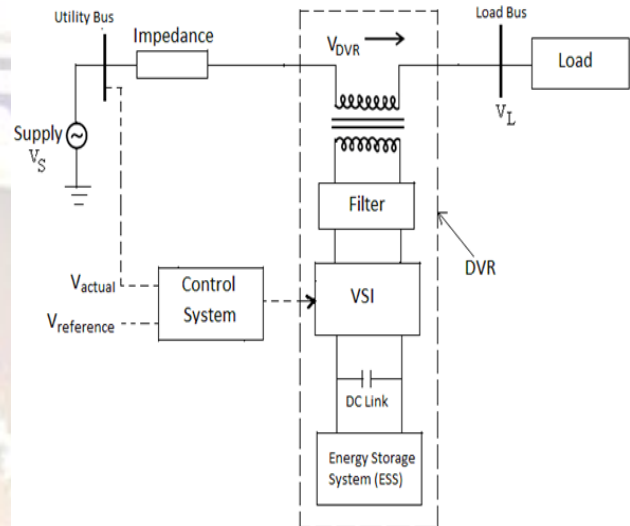 Utility Bus
Impedance
V_DVR
Load Bus
Load
V_L
Supply
V_S
Filter
DVR
V_actual
V_reference
Control
System
VSI
DC Link
Energy Storage
System (ESS)